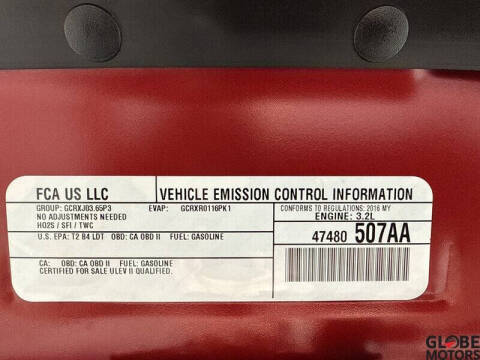 FCA US LLC
VEHICLE EMISSION CONTROL INFORMATION
GROUP: GCRXJ03.65P3 EVAP: GCRXR0116PK1
CONFORMS TO REGULATIONS: 2016 MY
NO ADJUSTMENTS NEEDED
ENGINE: 3.2L
HO2S / SFI / TWC
47480 507AA
U.S. EPA: T2 B4 LDT OBD: CA OBD II FUEL: GASOLINE
CA: OBD: CA OBD II FUEL: GASOLINE
CERTIFIED FOR SALE ULEV II QUALIFIED.
GLOBE
MOTORS